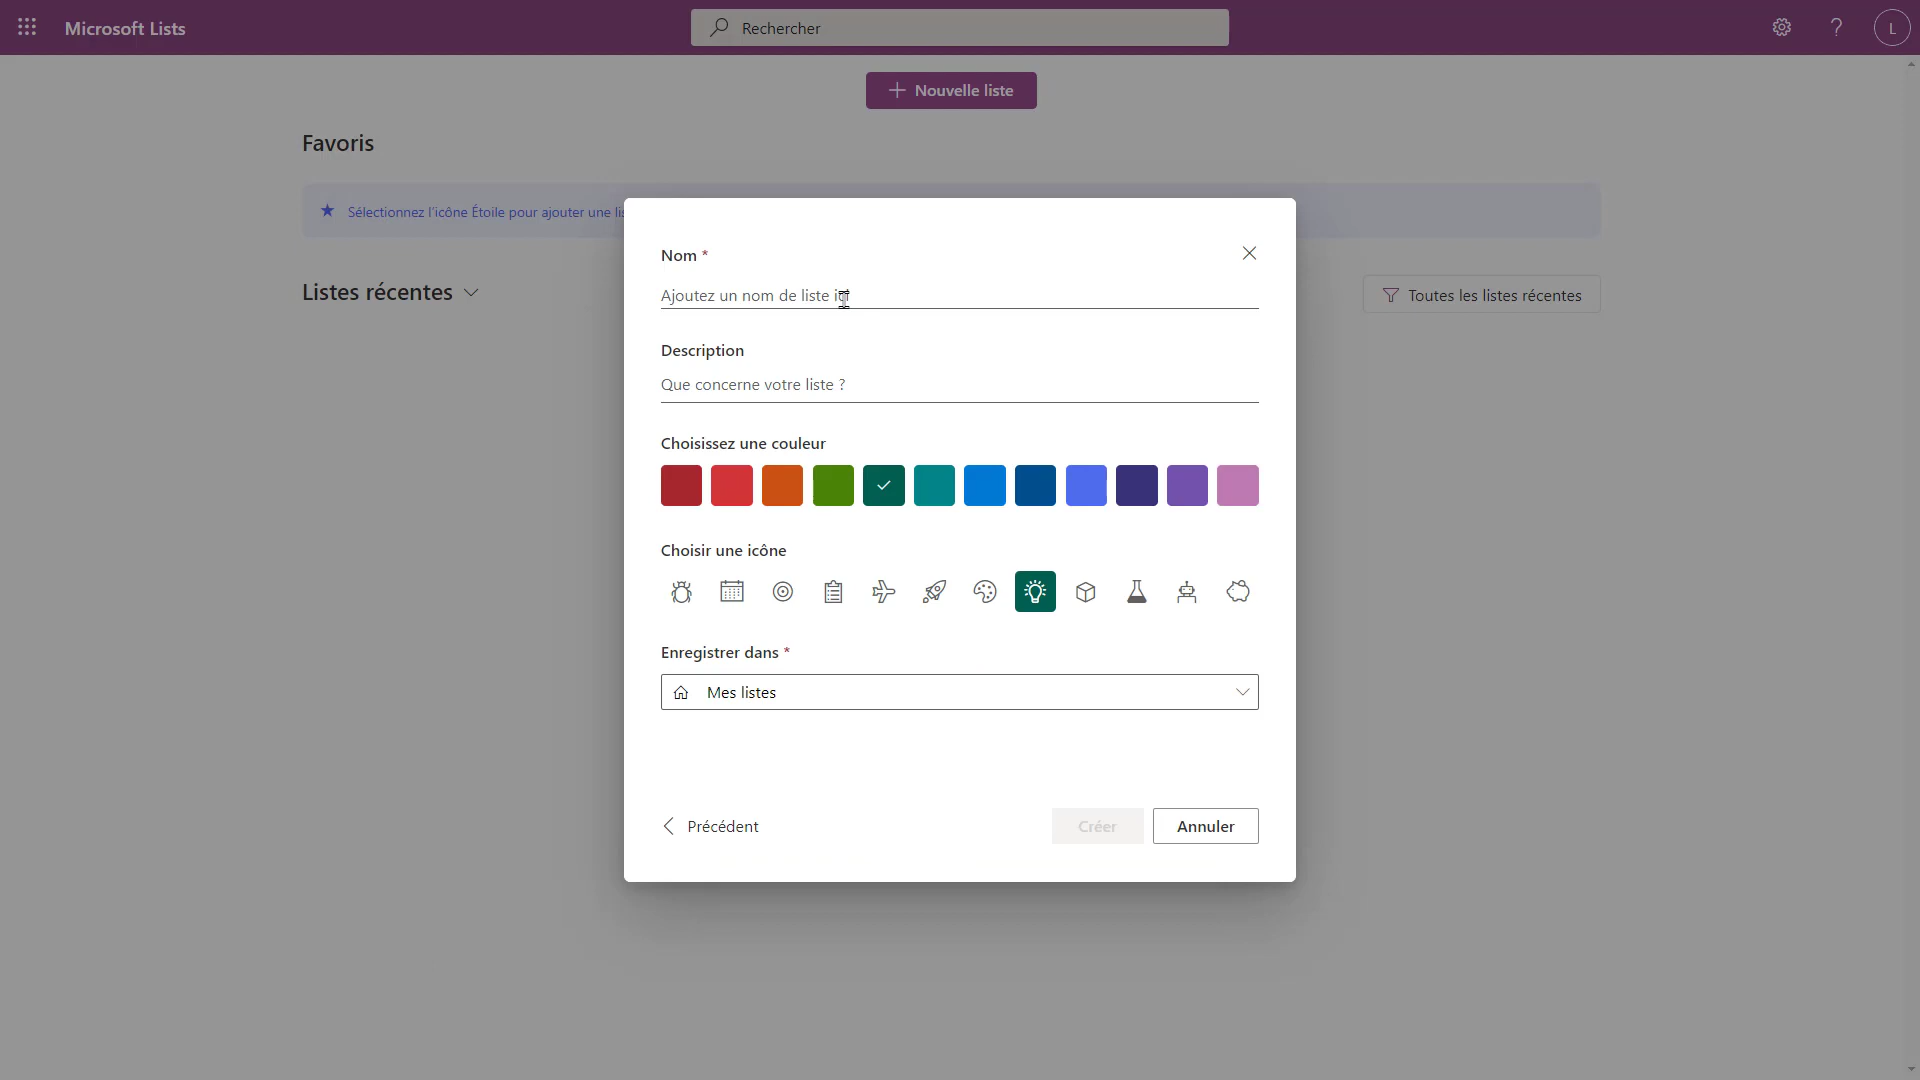 Microsoft Lists
Rechercher
L
Nouvelle liste
Favoris
Sélectionnez l'icône Étoile pour ajouter une
Nom *
Ajoutez un nom de liste
Listes récentes
Toutes les listes récentes
Description
Que concerne votre liste ?
Choisissez une couleur
Choisir une icône
Enregistrer dans *
Mes listes
Précédent
Créer
Annuler